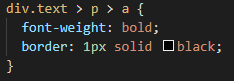 div.text > p > a {
  font-weight: bold;
  border: 1px solid black;
}